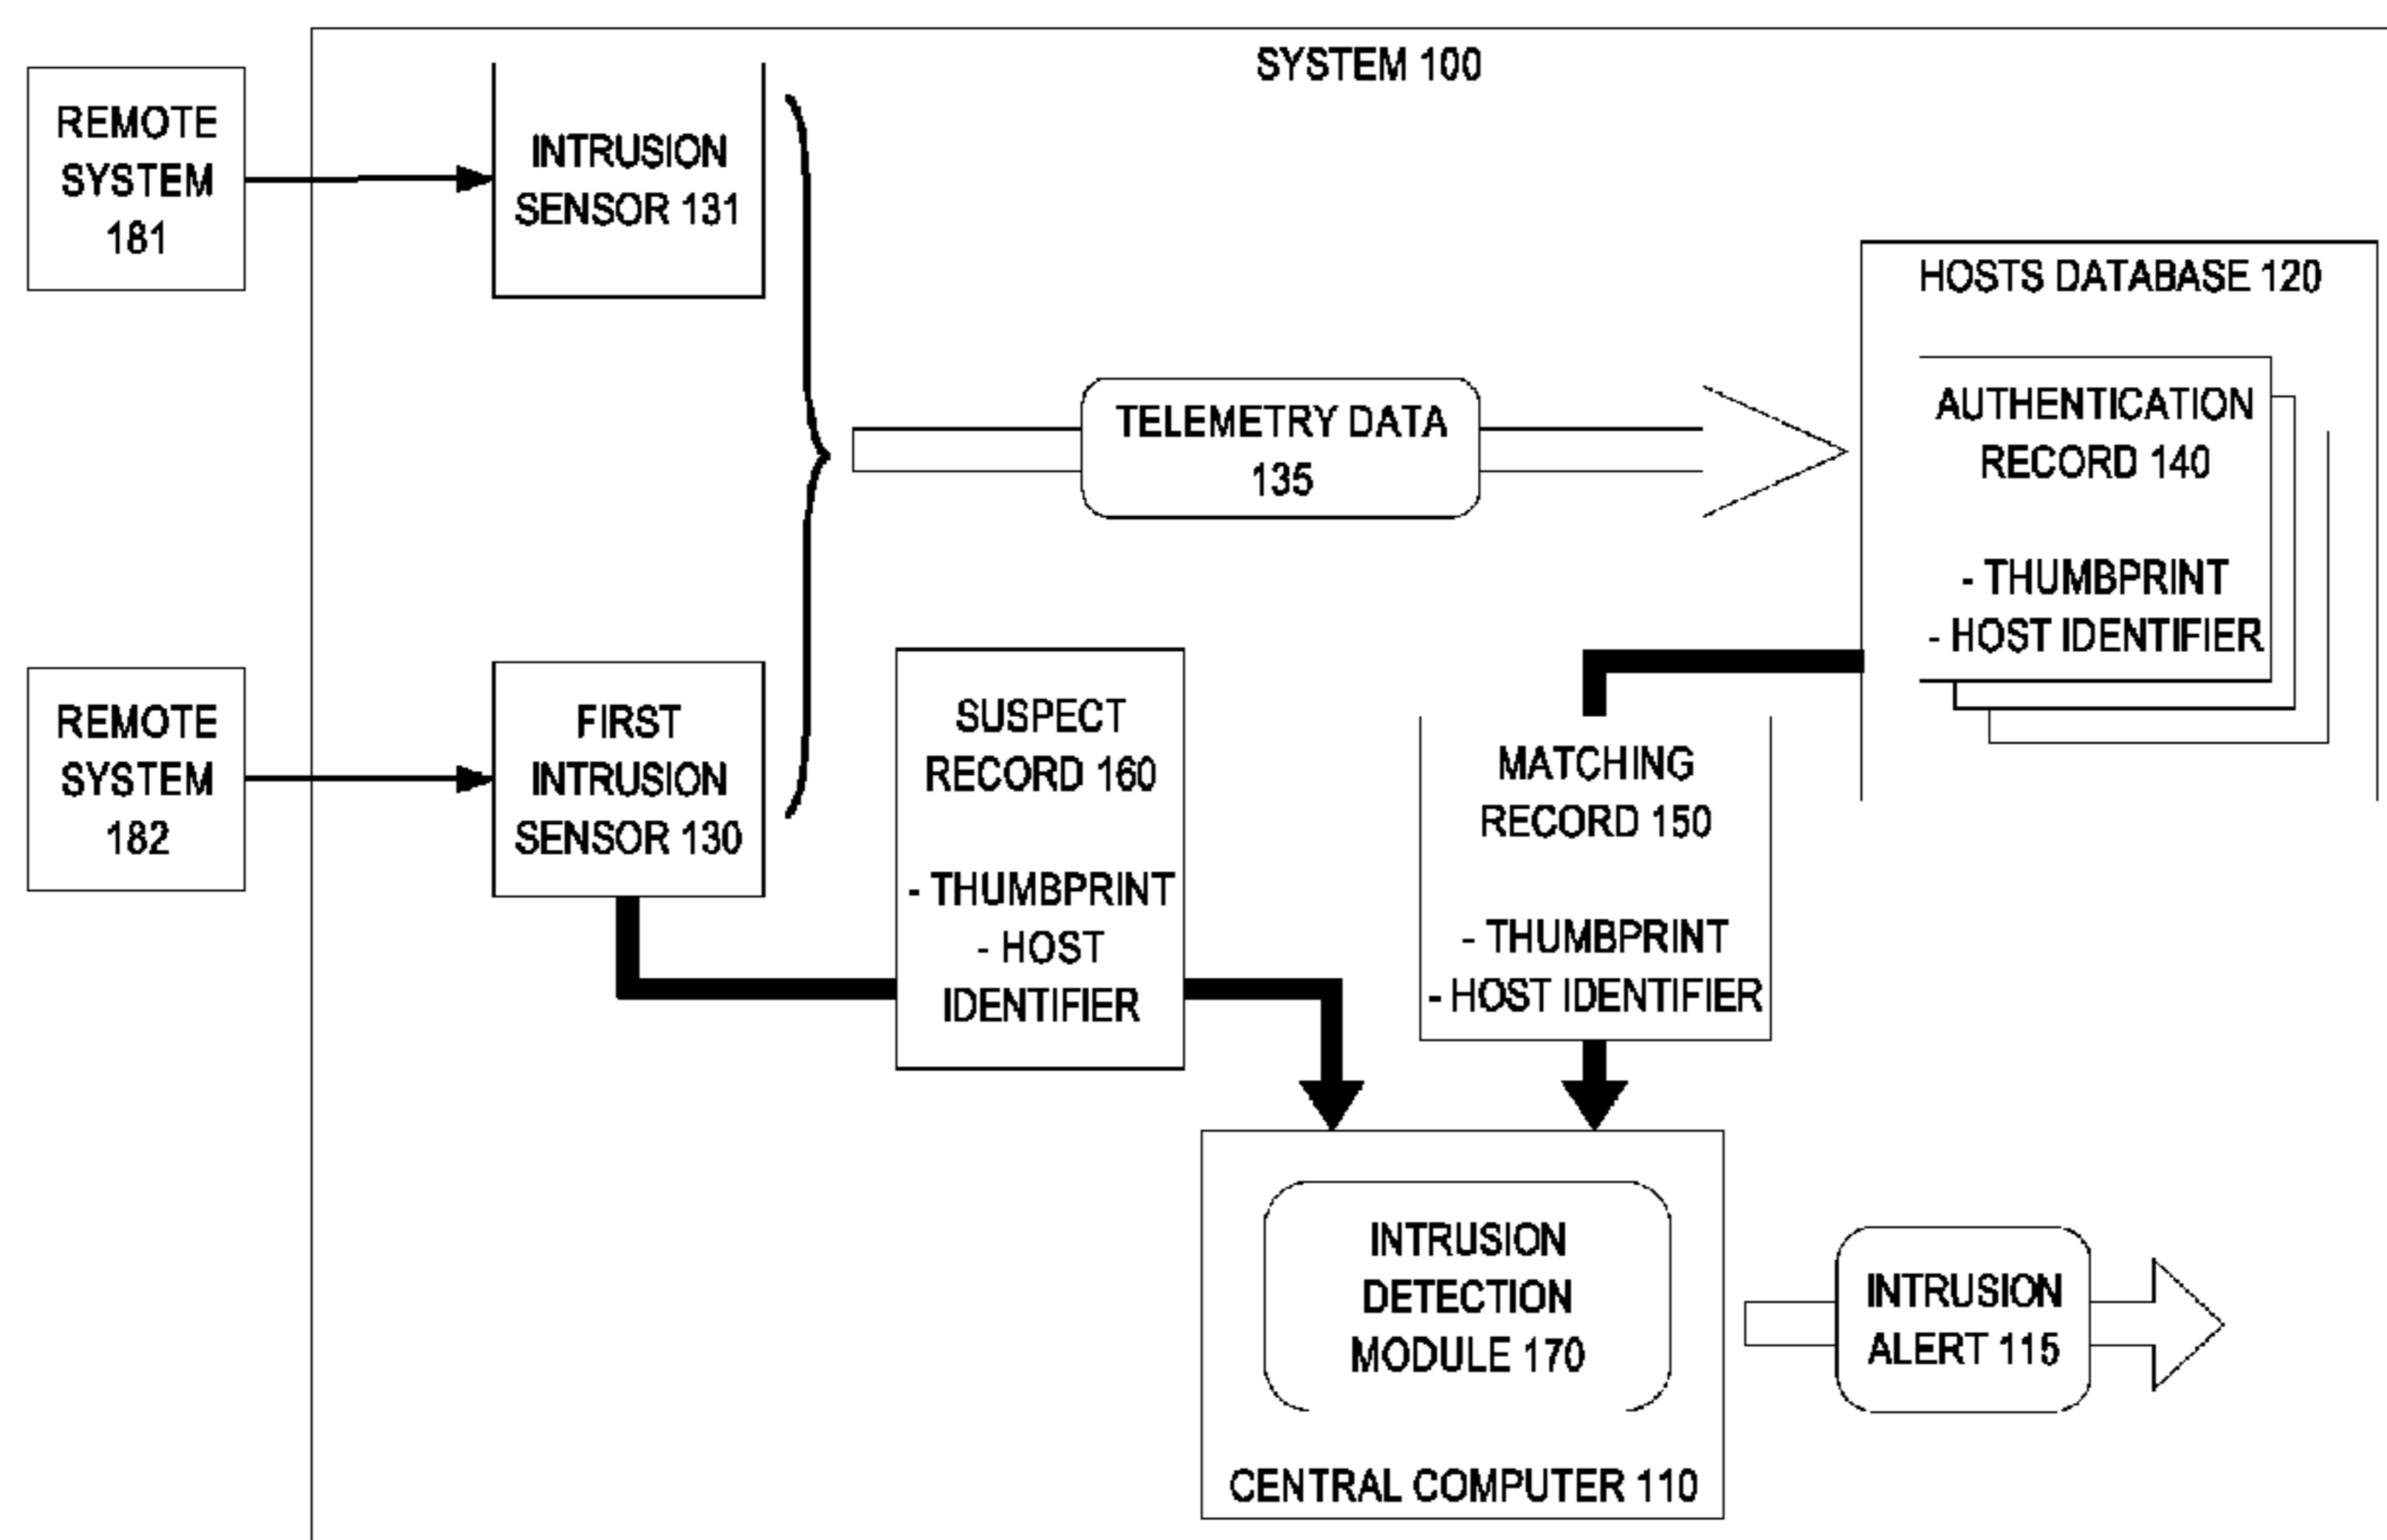 SYSTEM 100
REMOTE
SYSTEM
181
INTRUSION
SENSOR 131
HOSTS DATABASE 120
AUTHENTICATION
RECORD 140
- THUMBPRINT
- HOST IDENTIFIER
TELEMETRY DATA
135
REMOTE
SYSTEM
182
FIRST
INTRUSION
SENSOR 130
SUSPECT
RECORD 160
- THUMBPRINT
- HOST
IDENTIFIER
MATCHING
RECORD 150
- THUMBPRINT
- HOST IDENTIFIER
INTRUSION
DETECTION
MODULE 170
CENTRAL COMPUTER 110
INTRUSION
ALERT 115